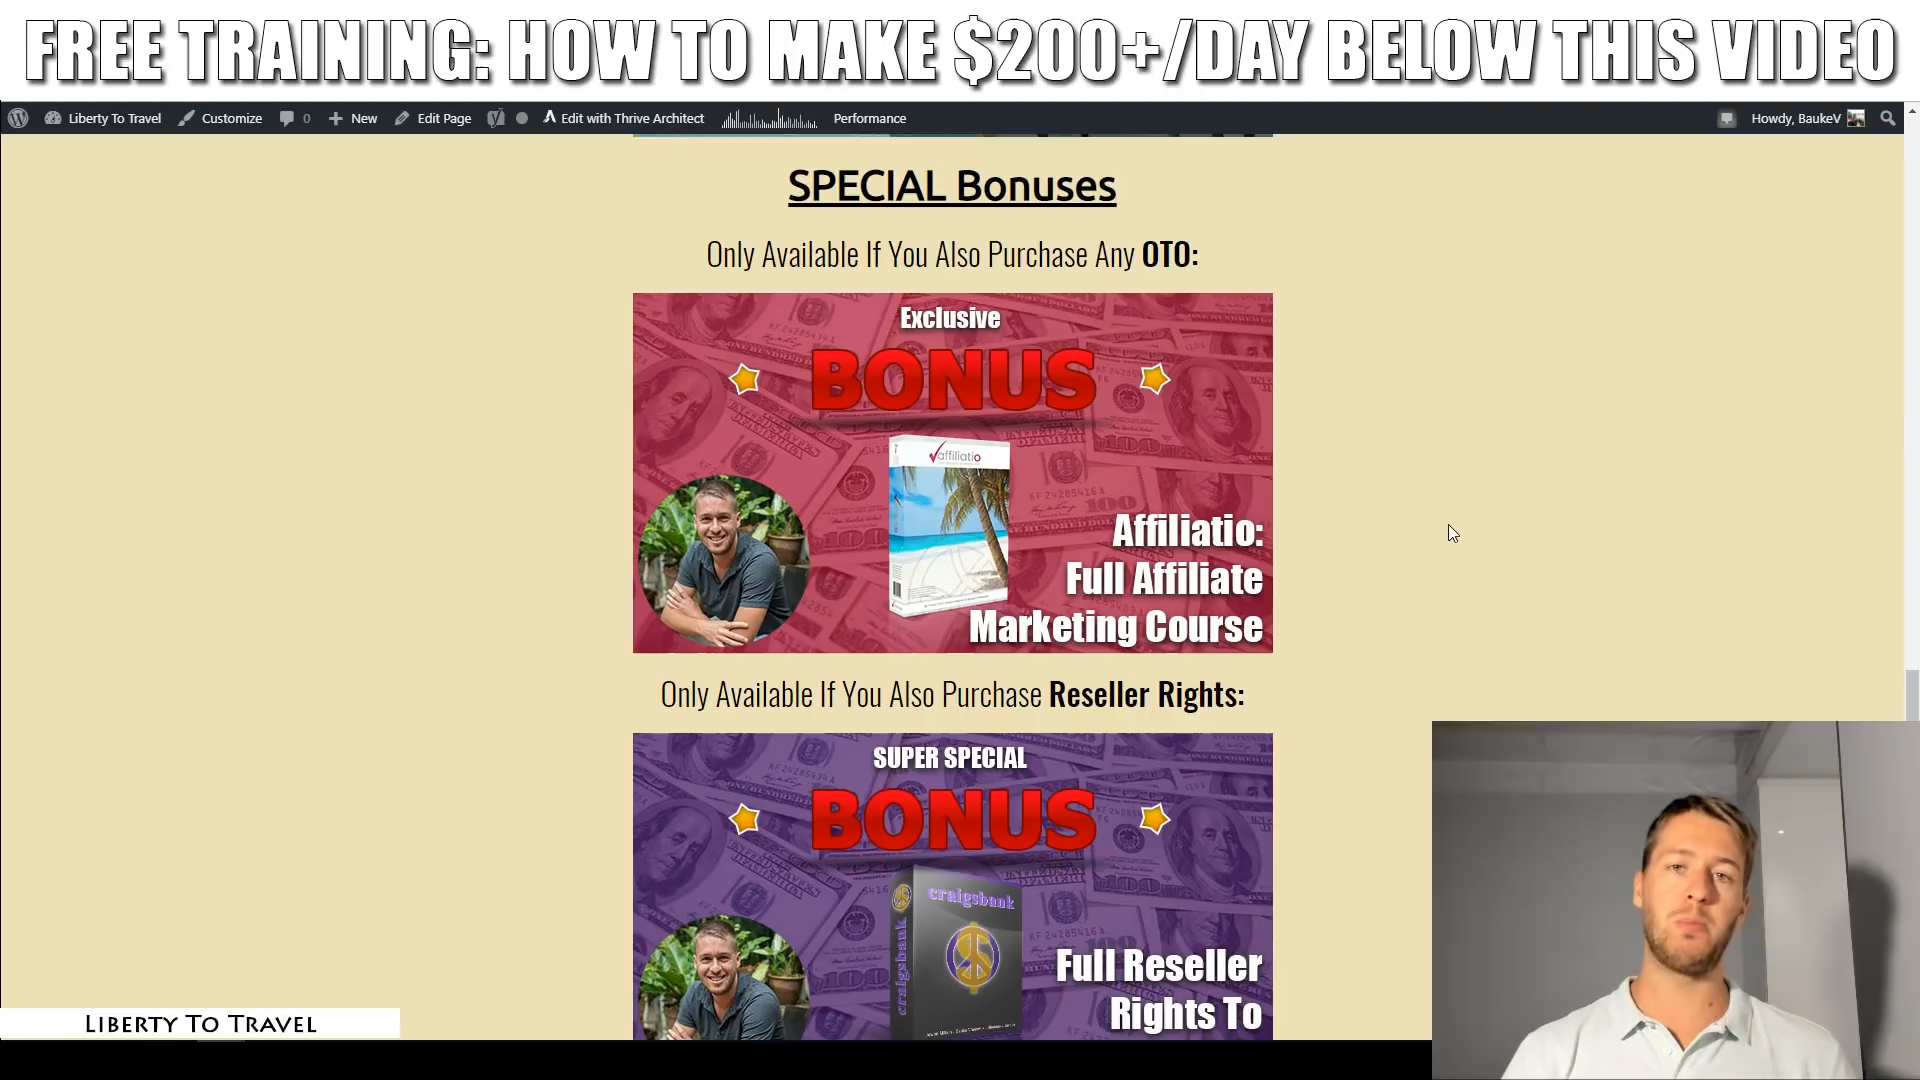 FREE TRAINING: HOW TO MAKE $200+/DAY BELOW THIS VIDEO
Liberty To Travel
Customize
0
New
Edit Page
Edit with Thrive Architect
Performance
Howdy, BaukeV
SPECIAL Bonuses
Only Available If You Also Purchase Any OTO:
Exclusive
BONUS
affiliatio
Affiliatio:
Full Affiliate
Marketing Course
Only Available If You Also Purchase Reseller Rights:
SUPER SPECIAL
BONUS
craigsbank
craigsbank
Full Reseller
Rights To
LIBERTY TO TRAVEL